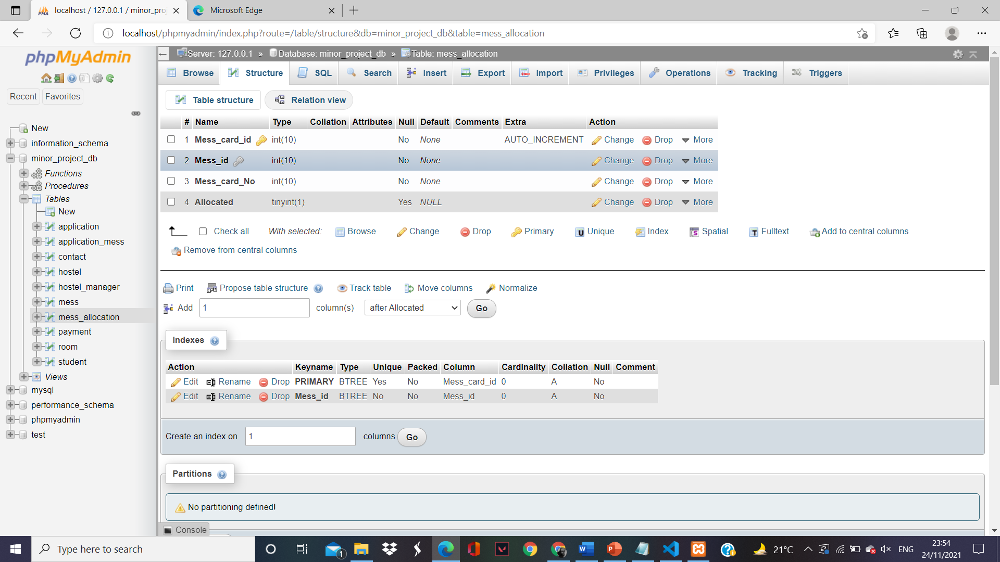 localhost / 127.0.0.1 / minor_pro
Microsoft Edge
localhost/phpmyadmin/index.php?route=/table/structure&db=minor_project_db&table=mess_allocation
phpMyAdmin
Recent Favorites
New
information_schema
minor_project_db
Functions
Procedures
Tables
New
application
application_mess
contact
hostel
hostel_manager
mess
mess_allocation
payment
room
student
Views
mysql
performance_schema
phpmyadmin
test
Server: 127.0.0.1 » Database: minor_project_db » Table: mess_allocation
Browse Structure SQL Search Insert Export Import Privileges Operations Tracking Triggers
Table structure Relation view
# Name Type Collation Attributes Null Default Comments Extra Action
1 Mess_card_id int(10) No None AUTO_INCREMENT Change Drop More
2 Mess_id int(10) No None Change Drop More
3 Mess_card_No int(10) No None Change Drop More
4 Allocated tinyint(1) Yes NULL Change Drop More
Check all With selected: Browse Change Drop Primary Unique Index Spatial Fulltext Add to central columns
Remove from central columns
Print Propose table structure Track table Move columns Normalize
Add 1 column(s) after Allocated Go
Indexes
Action Keyname Type Unique Packed Column Cardinality Collation Null Comment
Edit Rename Drop PRIMARY BTREE Yes No Mess_card_id 0 A No
Edit Rename Drop Mess_id BTREE No No Mess_id 0 A No
Create an index on 1 columns Go
Partitions
No partitioning defined!
Console
Type here to search
1
21°C
ENG
23:54
24/11/2021